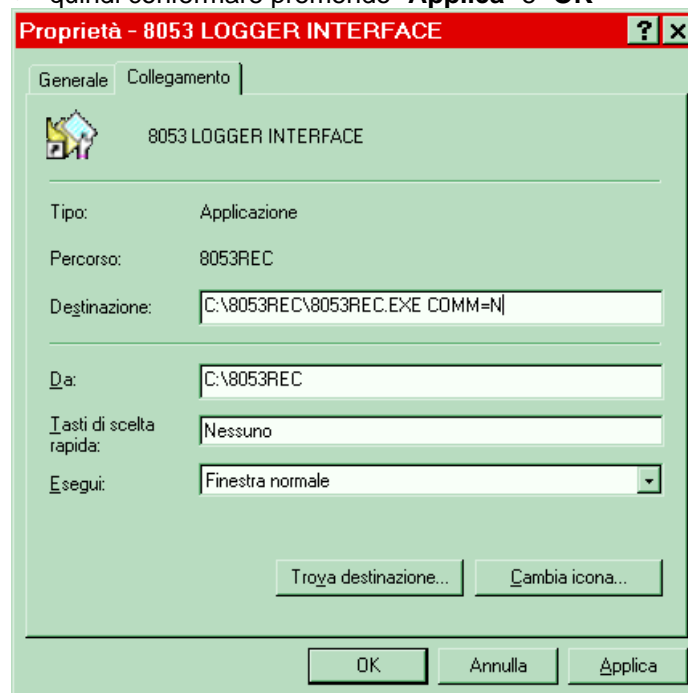 quindi confermare premendo "Applica" e "OK"
Proprietà - 8053 LOGGER INTERFACE
Generale Collegamento
8053 LOGGER INTERFACE
Tipo: Applicazione
Percorso: 8053REC
Destinazione: C:\8053REC\8053REC.EXE COMM=N
Da: C:\8053REC
Tasti di scelta rapida: Nessuno
Esegui: Finestra normale
Trova destinazione... Cambia icona...
OK Annulla Applica